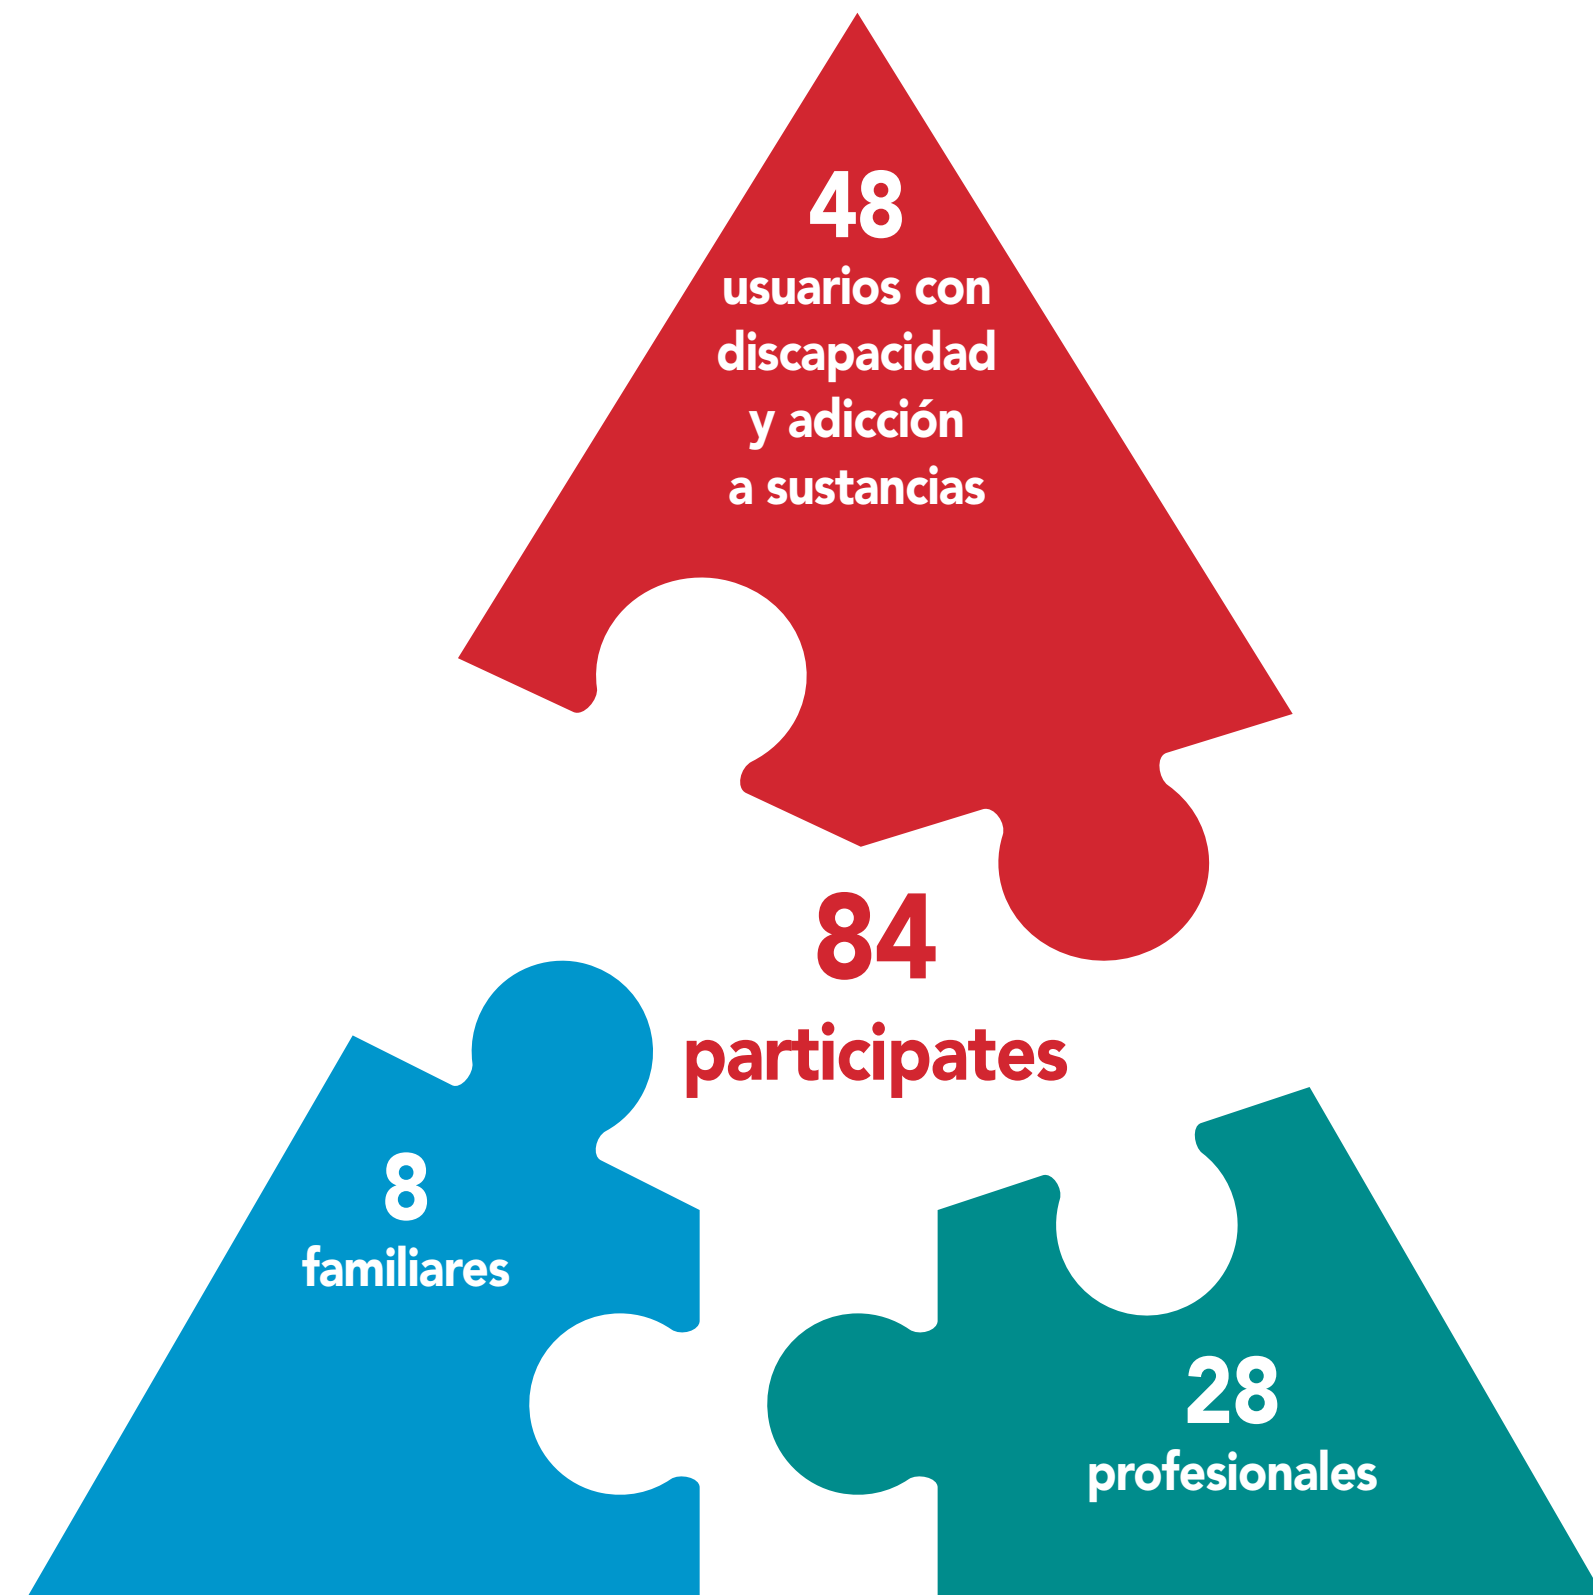 48
usuarios con
discapacidad
y adicción
a sustancias
84
participates
8
familiares
28
profesionales